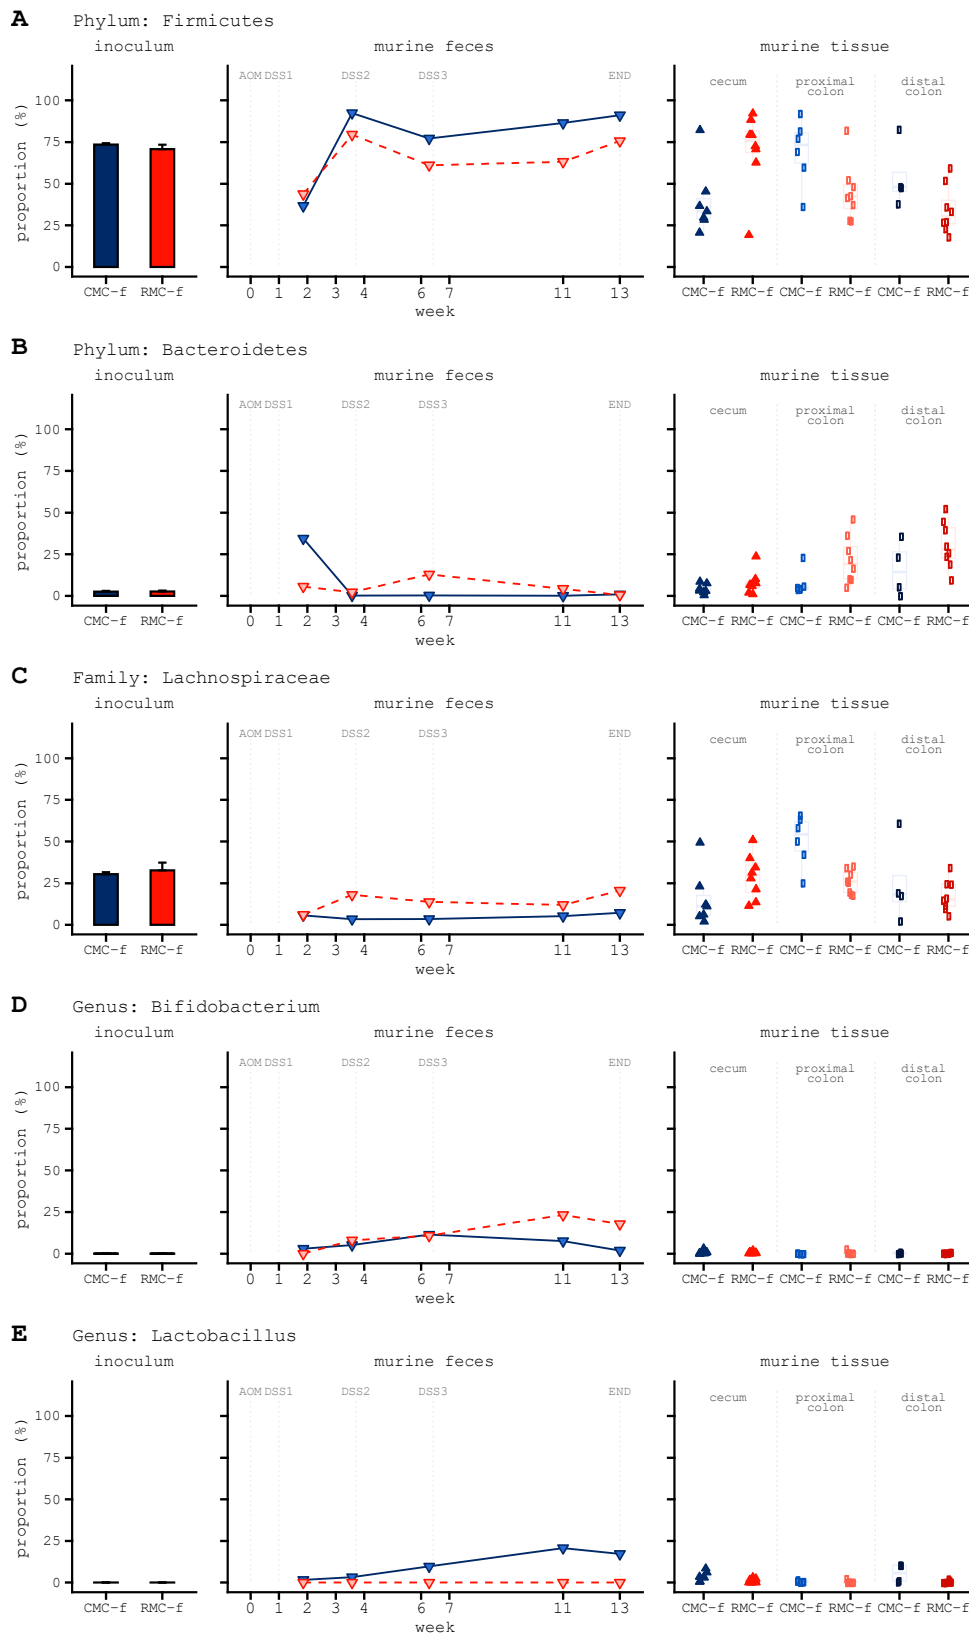 A Phylum: Firmicutes
inoculum murine feces murine tissue
AOM DSS1 DSS2 DSS3 END
cecum proximal colon distal colon
proportion (%)
100
75
50
25
0
CMC-f RMC-f
0 1 2 3 4 6 7 11 13
week
CMC-f RMC-f CMC-f RMC-f CMC-f RMC-f
B Phylum: Bacteroidetes
inoculum murine feces murine tissue
AOM DSS1 DSS2 DSS3 END
cecum proximal colon distal colon
proportion (%)
100
75
50
25
0
CMC-f RMC-f
0 1 2 3 4 6 7 11 13
week
CMC-f RMC-f CMC-f RMC-f CMC-f RMC-f
C Family: Lachnospiraceae
inoculum murine feces murine tissue
AOM DSS1 DSS2 DSS3 END
cecum proximal colon distal colon
proportion (%)
100
75
50
25
0
CMC-f RMC-f
0 1 2 3 4 6 7 11 13
week
CMC-f RMC-f CMC-f RMC-f CMC-f RMC-f
D Genus: Bifidobacterium
inoculum murine feces murine tissue
AOM DSS1 DSS2 DSS3 END
cecum proximal colon distal colon
proportion (%)
100
75
50
25
0
CMC-f RMC-f
0 1 2 3 4 6 7 11 13
week
CMC-f RMC-f CMC-f RMC-f CMC-f RMC-f
E Genus: Lactobacillus
inoculum murine feces murine tissue
AOM DSS1 DSS2 DSS3 END
cecum proximal colon distal colon
proportion (%)
100
75
50
25
0
CMC-f RMC-f
0 1 2 3 4 6 7 11 13
week
CMC-f RMC-f CMC-f RMC-f CMC-f RMC-f